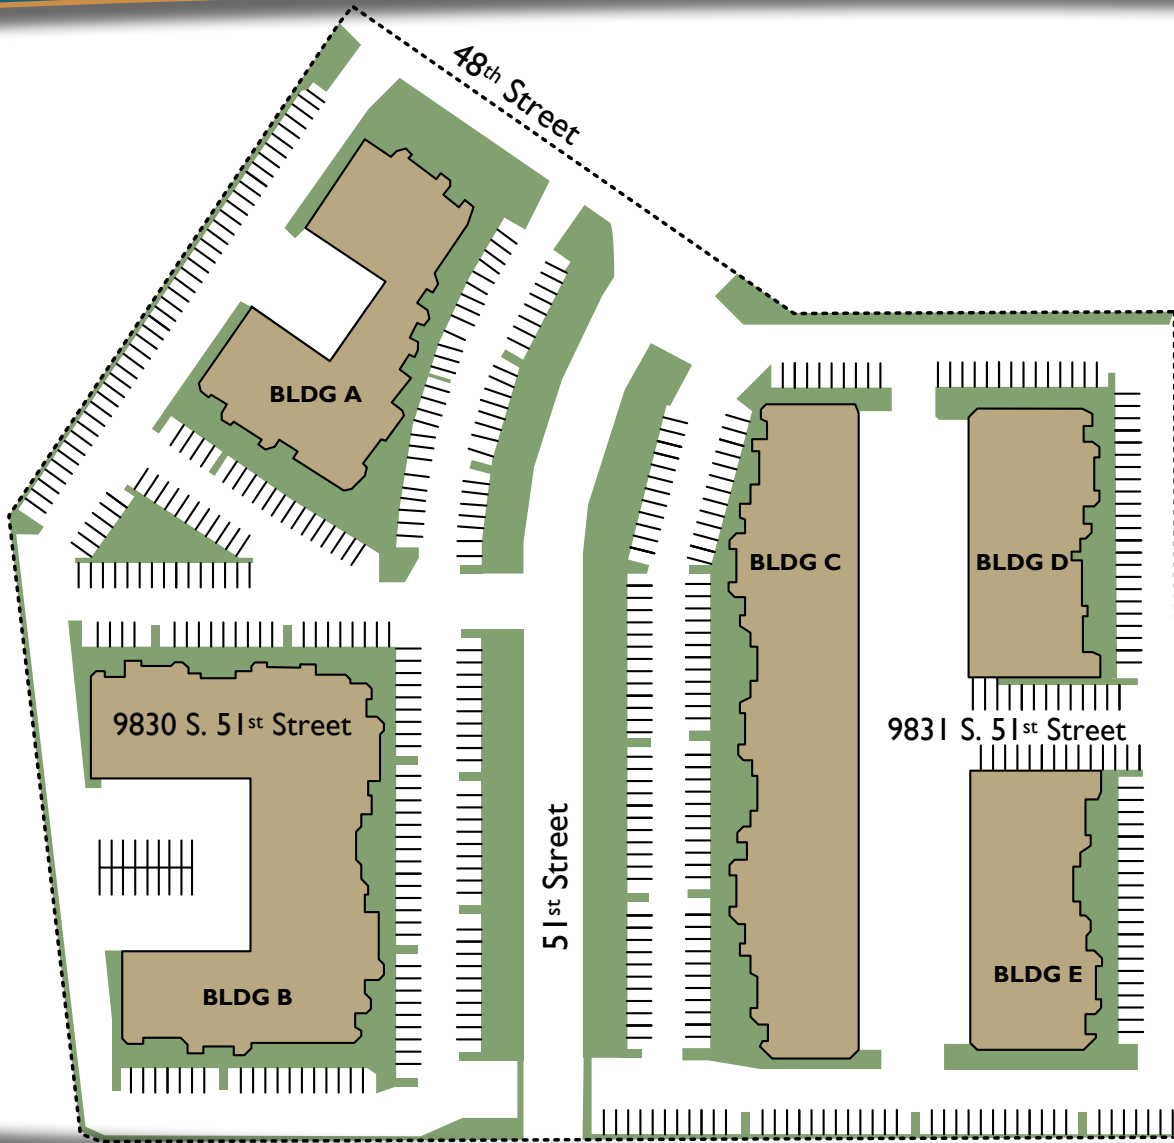 48th Street
BLDG A
BLDG C
BLDG D
9830 S. 51st Street
9831 S. 51st Street
51st Street
BLDG B
BLDG E